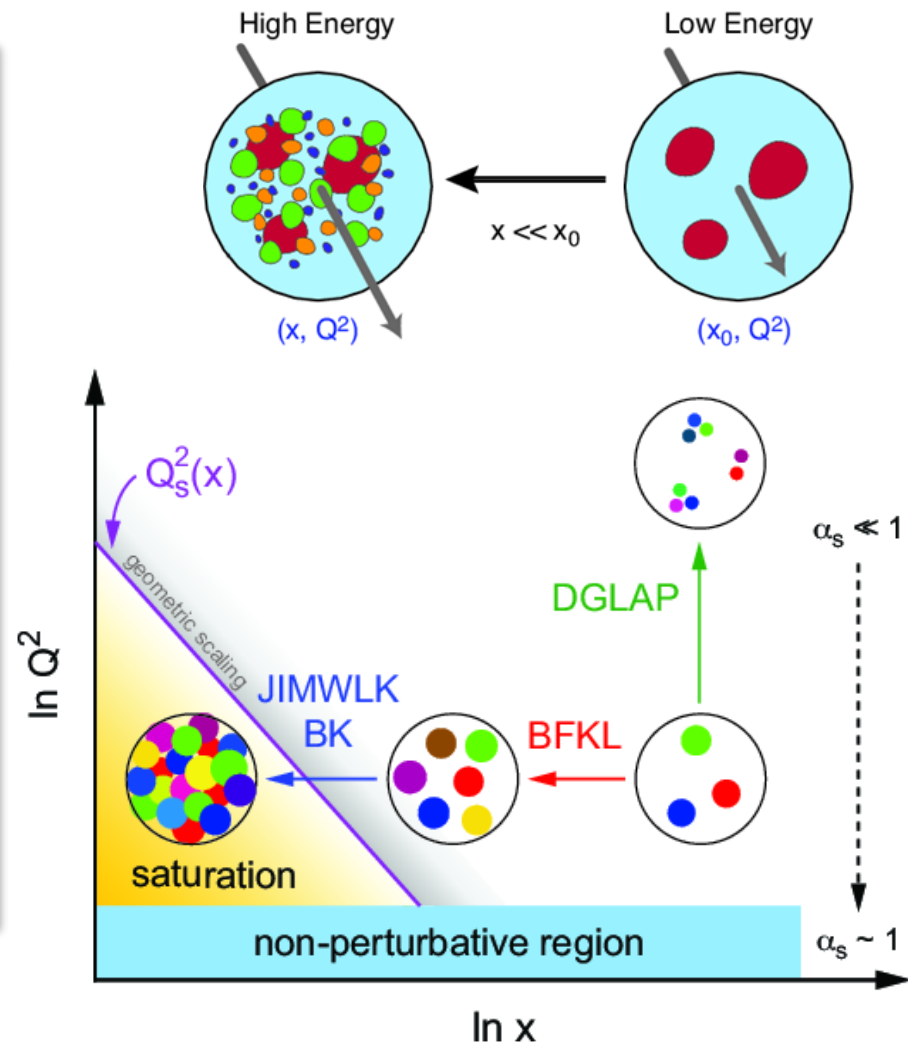 High Energy
Low Energy
x << x₀
(x, Q²)
(x₀, Q²)
Qₛ²(x)
geometric scaling
αₛ ≪ 1
DGLAP
ln Q²
JIMWLK
BK
BFKL
saturation
non-perturbative region
αₛ ~ 1
ln x